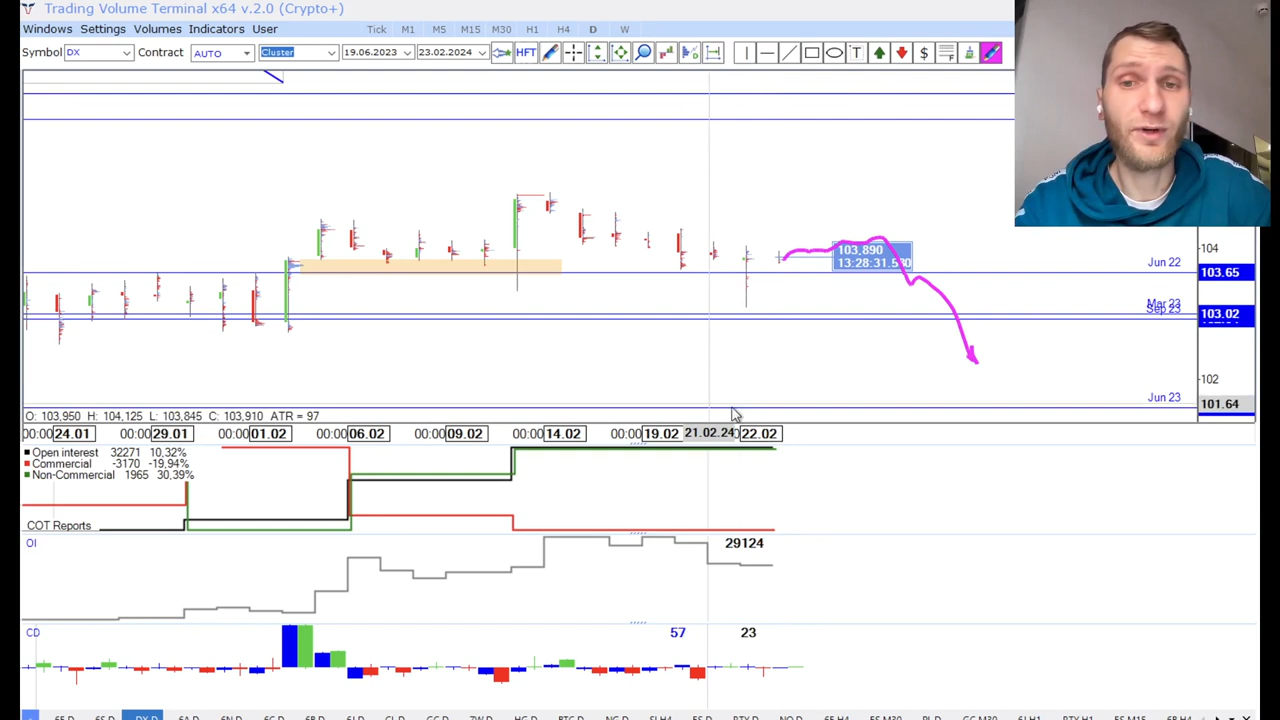 Trading Volume Terminal x64 v.2.0 (Crypto+)
Windows Settings Volumes Indicators User Tick M1 M5 M15 M30 H1 H4 D W
Symbol DX Contract AUTO Cluster 19.06.2023 23.02.2024 HFT T $
104
103,890
13:28:31.530
Jun 22
103.65
Mar 23
Sep 23
103.02
102
Jun 23
101.64
O: 103,950 H: 104,125 L: 103,845 C: 103,910 ATR = 97
00:00 24.01 00:00 29.01 00:00 01.02 00:00 06.02 00:00 09.02 00:00 14.02 00:00 19.02 21.02.24 22.02
Open interest 32271 10,32%
Commercial -3170 -19,94%
Non-Commercial 1965 30,39%
COT Reports
OI 29124
CD 57 23